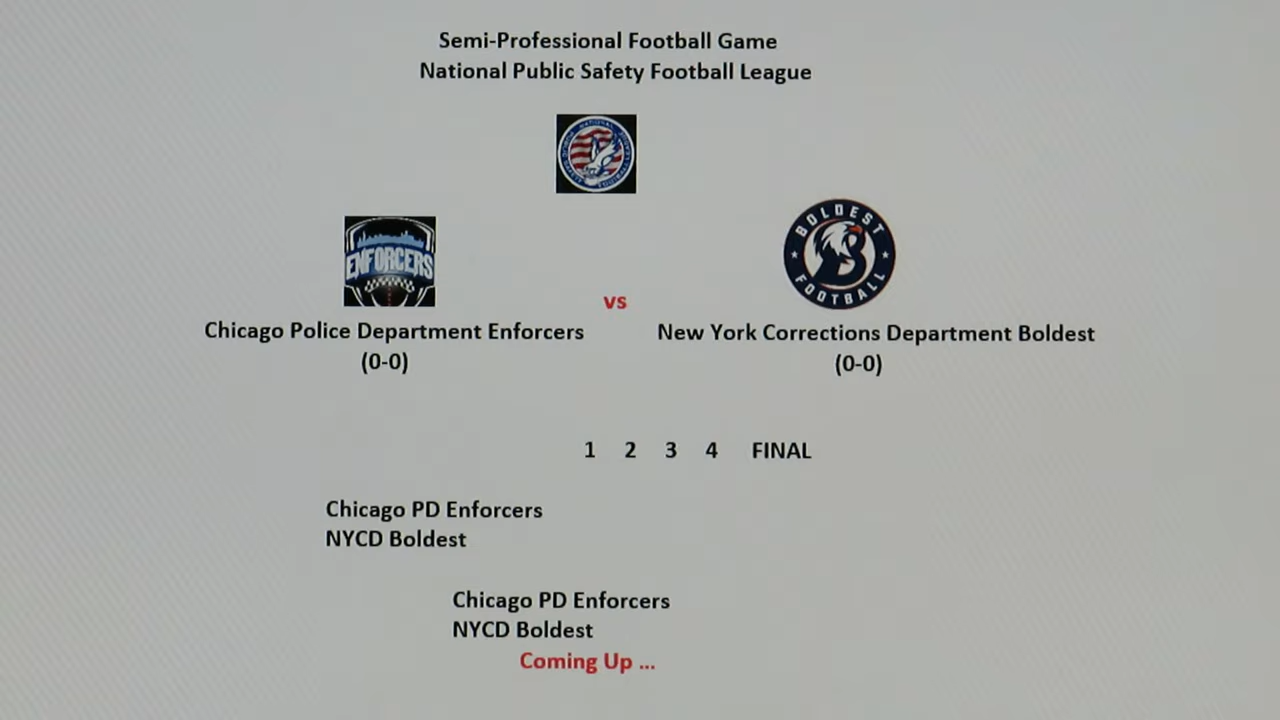 Semi-Professional Football Game
National Public Safety Football League
ENFORCERS
BOLDEST
FOOTBALL
vs
Chicago Police Department Enforcers
New York Corrections Department Boldest
(0-0)
(0-0)
1 2 3 4 FINAL
Chicago PD Enforcers
NYCD Boldest
Chicago PD Enforcers
NYCD Boldest
Coming Up ...